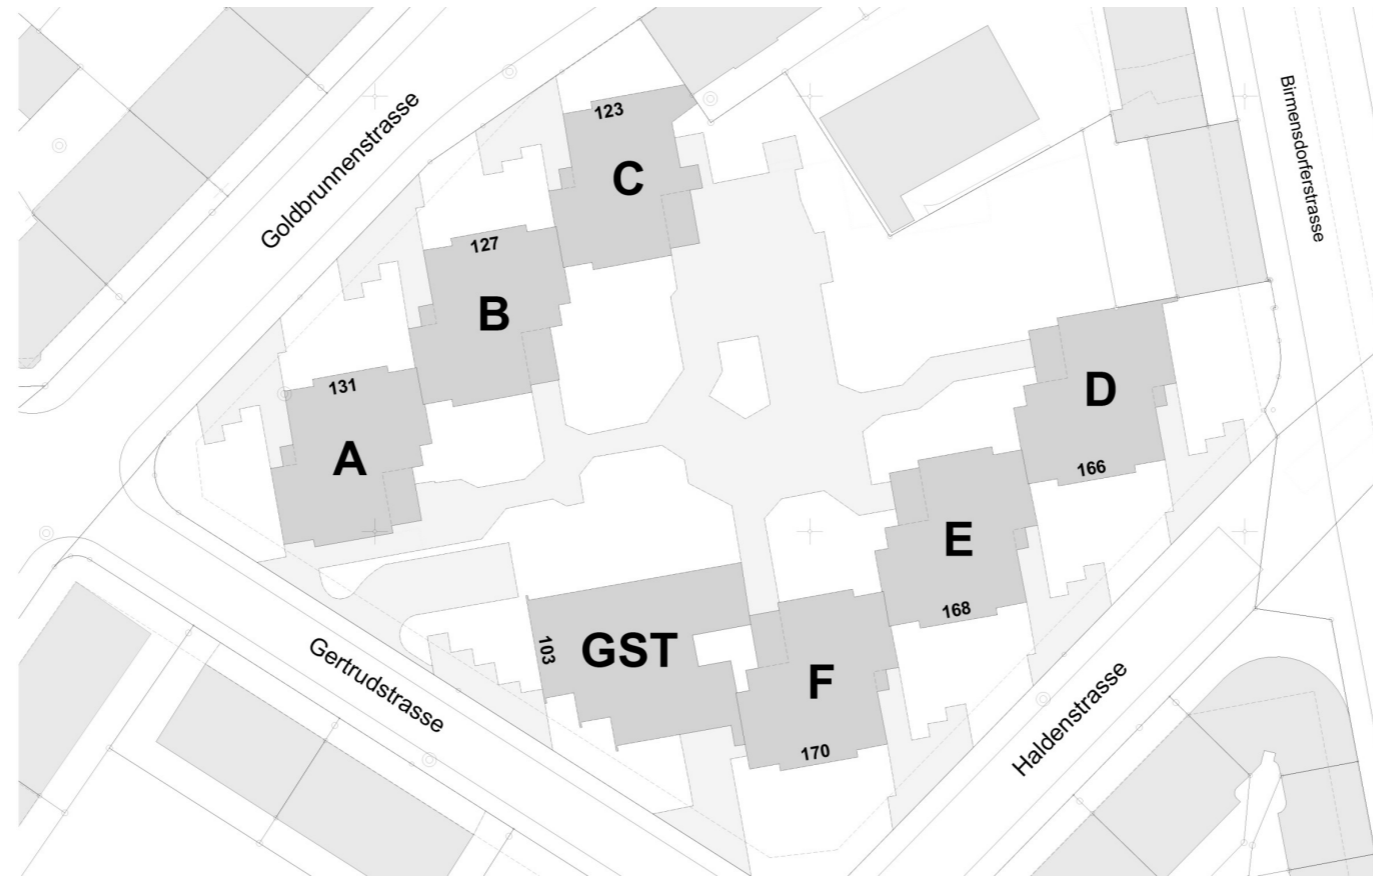 123
C
Goldbrunnenstrasse
Birmensdorferstrasse
127
B
131
A
D
166
E
168
103
GST
F
170
Gertrudstrasse
Haldenstrasse